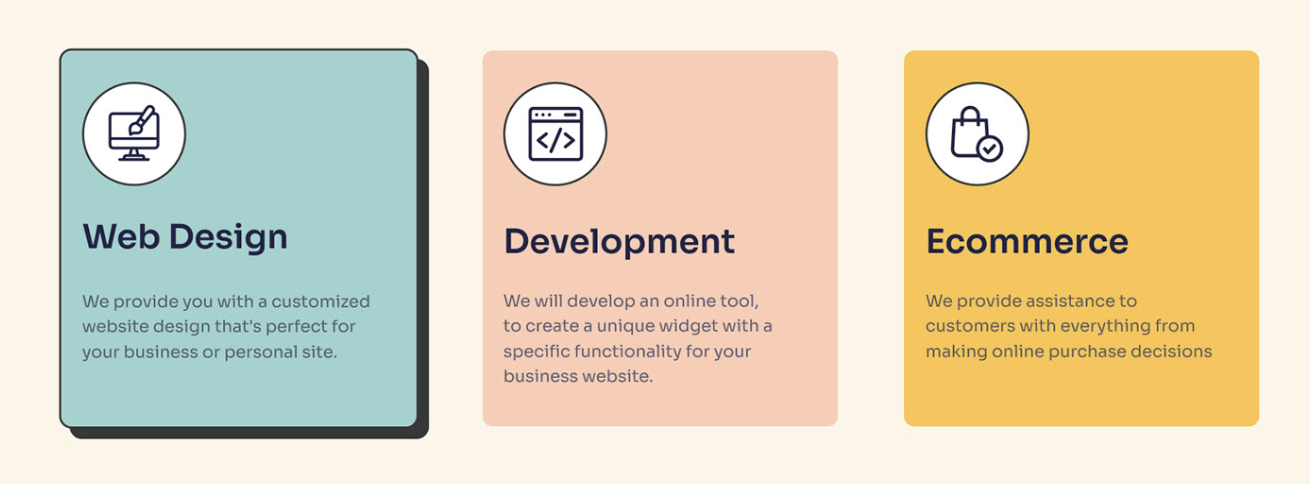 Web Design
We provide you with a customized
website design that's perfect for
your business or personal site.
Development
We will develop an online tool,
to create a unique widget with a
specific functionality for your
business website.
Ecommerce
We provide assistance to
customers with everything from
making online purchase decisions